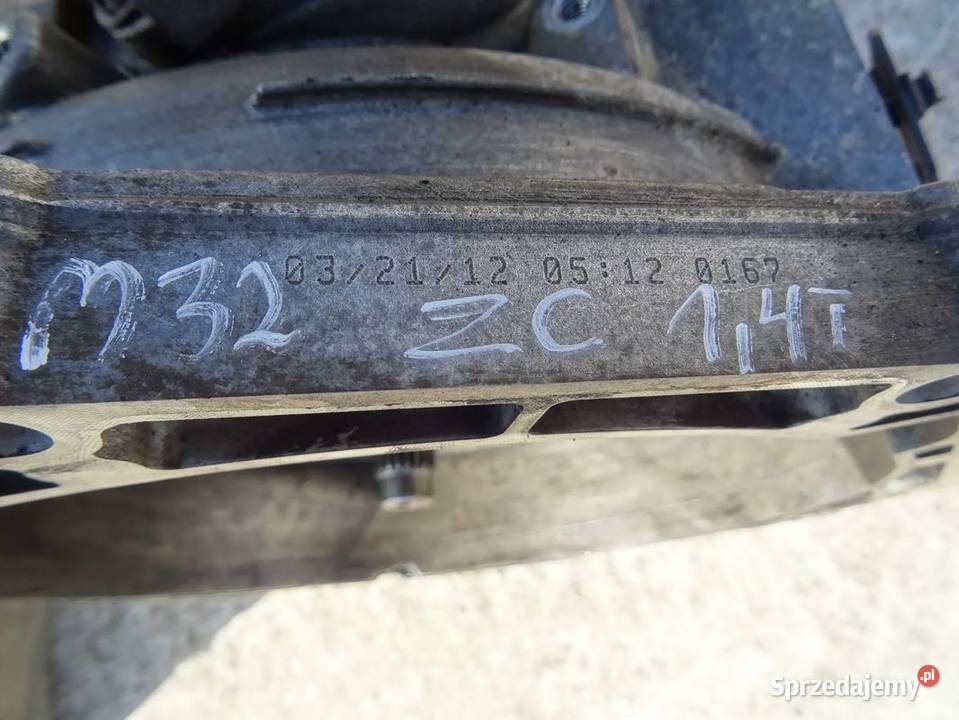 03/21/12 05:12 0167
M32 ZC 1,4T
Sprzedajemy.pl